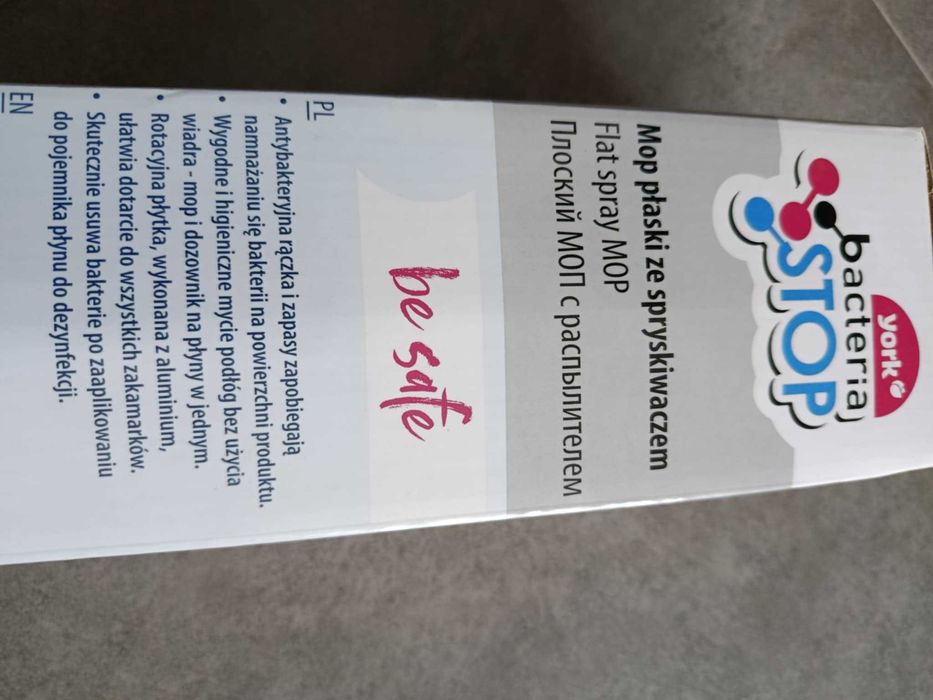 york
bacteria
STOP
Mop płaski ze spryskiwaczem
Flat spray MOP
Плоский МОП с распылителем
be safe
PL
• Antybakteryjna rączka i zapasy zapobiegają
namnażaniu się bakterii na powierzchni produktu.
• Wygodne i higieniczne mycie podłóg bez użycia
wiadra - mop i dozownik na płyny w jednym.
• Rotacyjna płytka, wykonana z aluminium,
ułatwia dotarcie do wszystkich zakamarków.
• Skutecznie usuwa bakterie po zaaplikowaniu
do pojemnika płynu do dezynfekcji.
EN